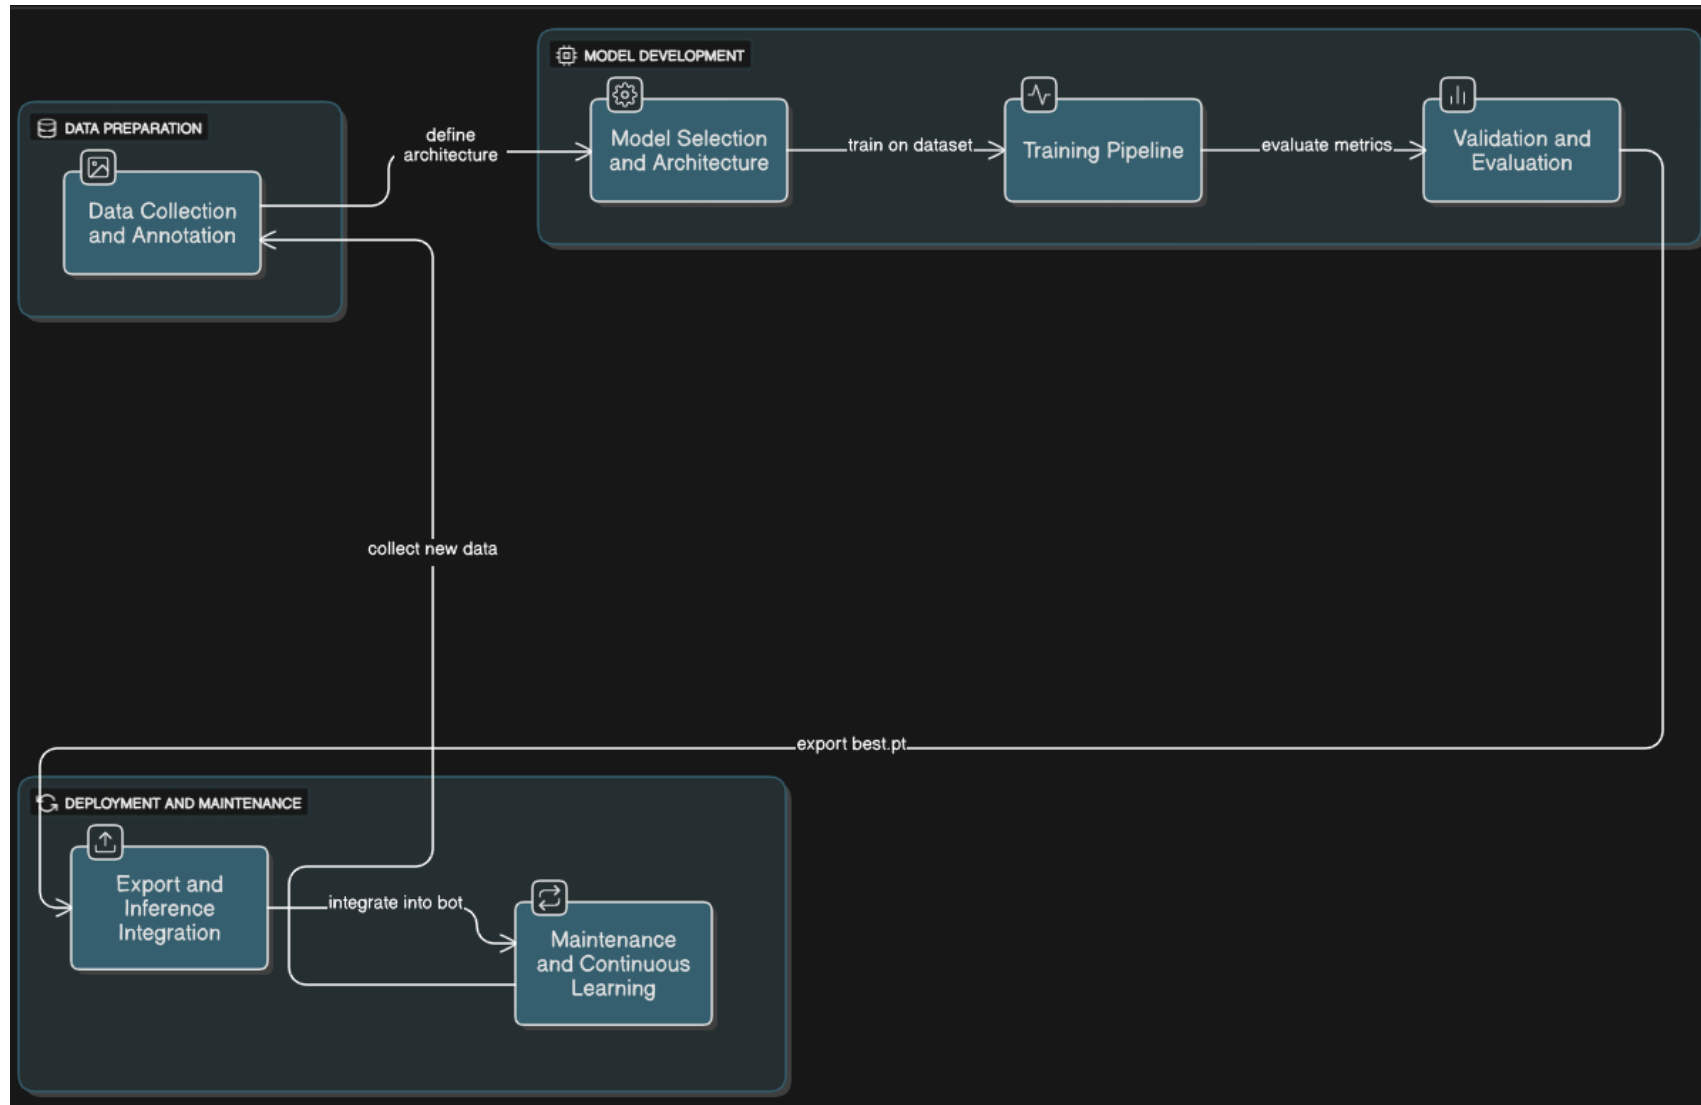 MODEL DEVELOPMENT
DATA PREPARATION
define
architecture
Model Selection
and Architecture
train on dataset
Training Pipeline
evaluate metrics
Validation and
Evaluation
Data Collection
and Annotation
collect new data
export best.pt
DEPLOYMENT AND MAINTENANCE
Export and
Inference
Integration
integrate into bot
Maintenance
and Continuous
Learning